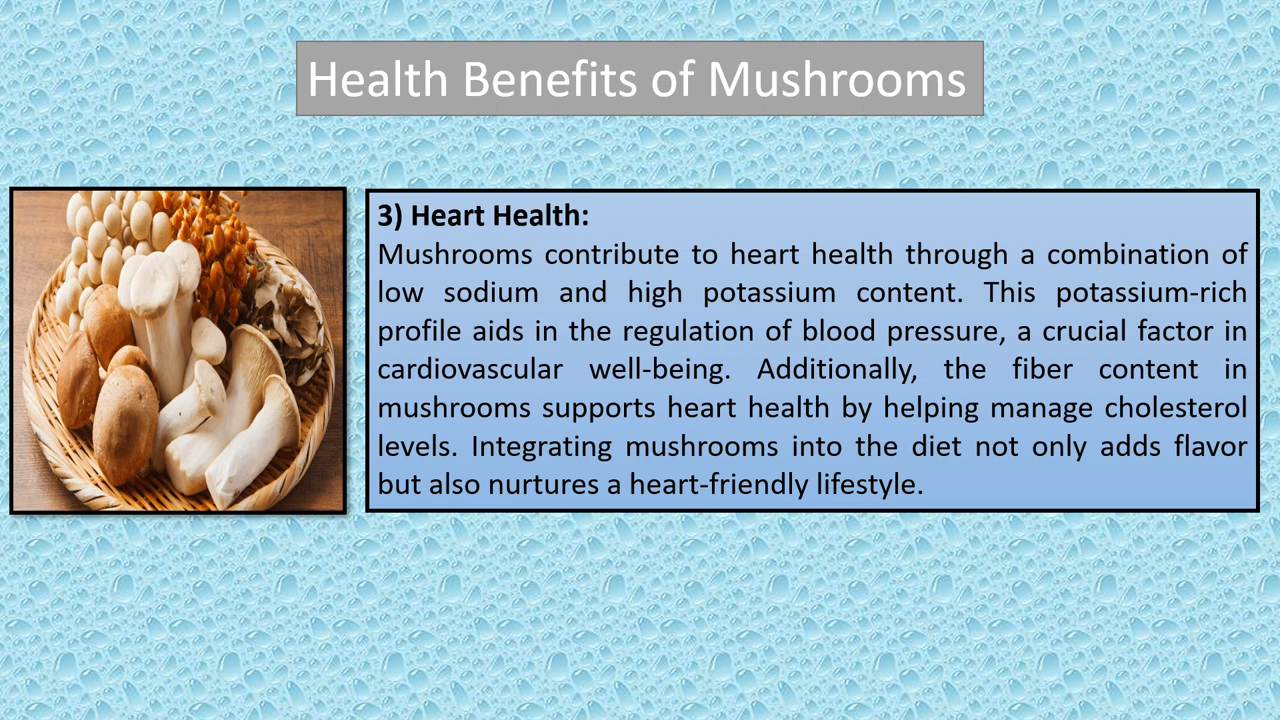 Health Benefits of Mushrooms
3) Heart Health:
Mushrooms contribute to heart health through a combination of
low sodium and high potassium content. This potassium-rich
profile aids in the regulation of blood pressure, a crucial factor in
cardiovascular well-being. Additionally, the fiber content in
mushrooms supports heart health by helping manage cholesterol
levels. Integrating mushrooms into the diet not only adds flavor
but also nurtures a heart-friendly lifestyle.